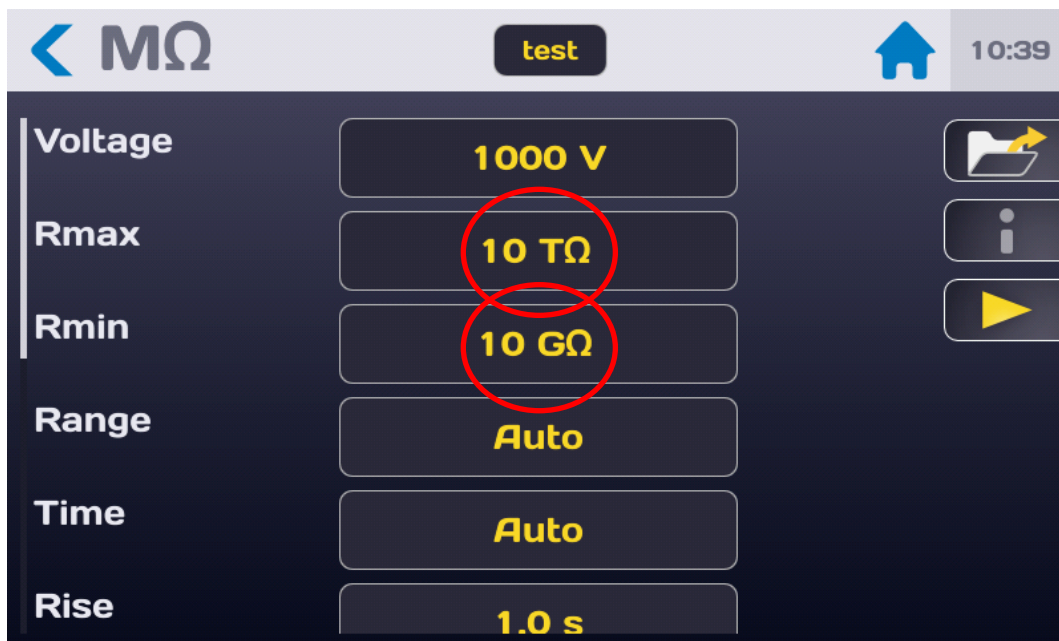 MΩ test 10:39
Voltage 1000 V
Rmax 10 TΩ
Rmin 10 GΩ
Range Auto
Time Auto
Rise 1.0 s